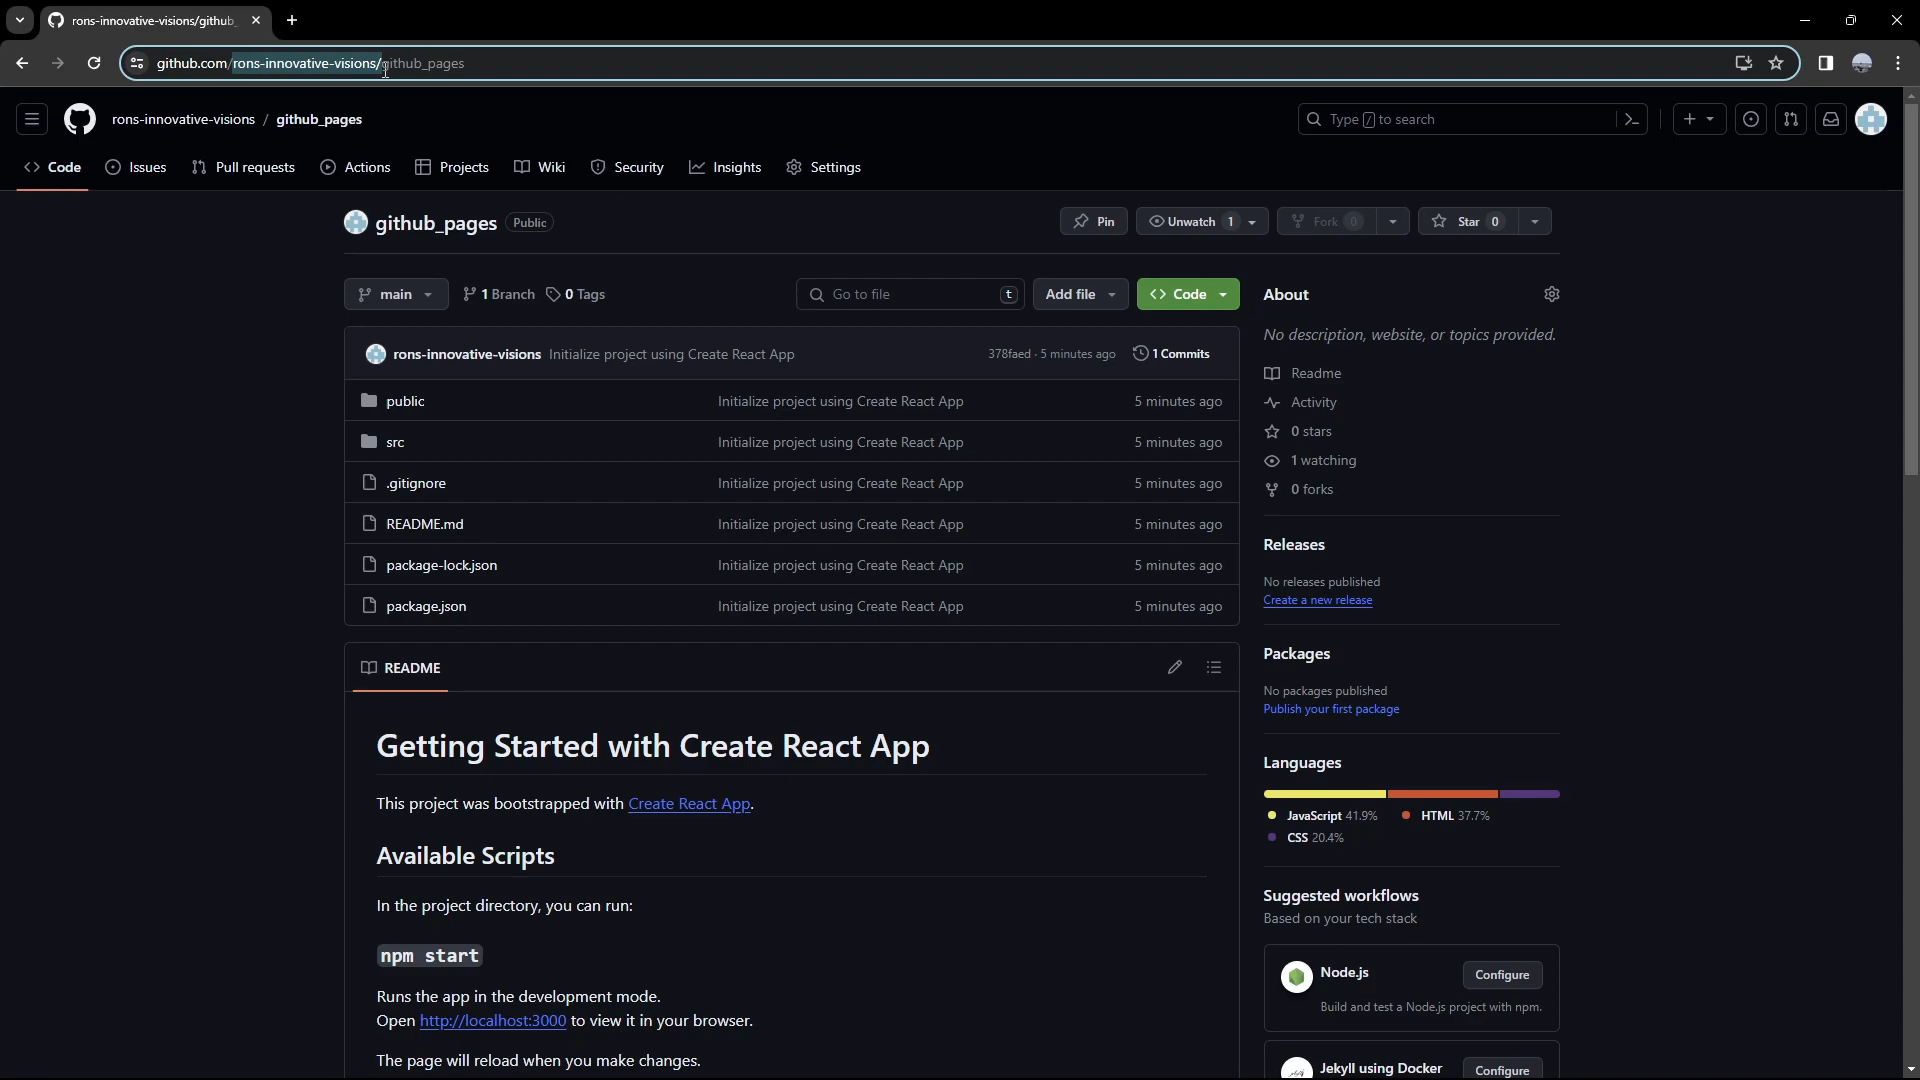 rons-innovative-visions/github_
github.com/rons-innovative-visions/github_pages
rons-innovative-visions / github_pages
Type / to search
Code Issues Pull requests Actions Projects Wiki Security Insights Settings
github_pages Public
Pin Unwatch 1 Fork 0 Star 0
main 1 Branch 0 Tags Go to file t Add file Code
rons-innovative-visions Initialize project using Create React App 378faed · 5 minutes ago 1 Commits
public Initialize project using Create React App 5 minutes ago
src Initialize project using Create React App 5 minutes ago
.gitignore Initialize project using Create React App 5 minutes ago
README.md Initialize project using Create React App 5 minutes ago
package-lock.json Initialize project using Create React App 5 minutes ago
package.json Initialize project using Create React App 5 minutes ago
README
Getting Started with Create React App
This project was bootstrapped with Create React App.
Available Scripts
In the project directory, you can run:
npm start
Runs the app in the development mode.
Open http://localhost:3000 to view it in your browser.
The page will reload when you make changes.
About
No description, website, or topics provided.
Readme
Activity
0 stars
1 watching
0 forks
Releases
No releases published
Create a new release
Packages
No packages published
Publish your first package
Languages
JavaScript 41.9% HTML 37.7%
CSS 20.4%
Suggested workflows
Based on your tech stack
Node.js Configure
Build and test a Node.js project with npm.
Jekyll using Docker Configure